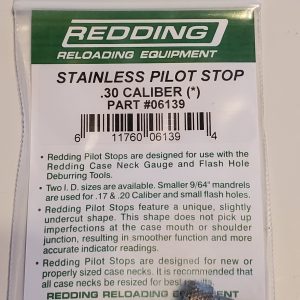 REDDING
RELOADING EQUIPMENT
STAINLESS PILOT STOP
.30 CALIBER (*)
PART #06139
6 11760 06139 4
• Redding Pilot Stops are designed for use with the
Redding Case Neck Gauge and Flash Hole
Deburring Tools.
• Two I.D. sizes are available. Smaller 9/64" mandrels
are used for .17 & .20 Caliber and small flash holes.
• Redding Pilot Stops feature a unique, slightly
undercut shape. This shape does not pick up
imperfections at the case mouth or shoulder
junction, resulting in smoother function and more
accurate indicator readings.
• Redding Pilot Stops are designed for new or
properly sized case necks. It is recommended that
all case necks be resized for best
REDDING RELOADING EQUIPMENT